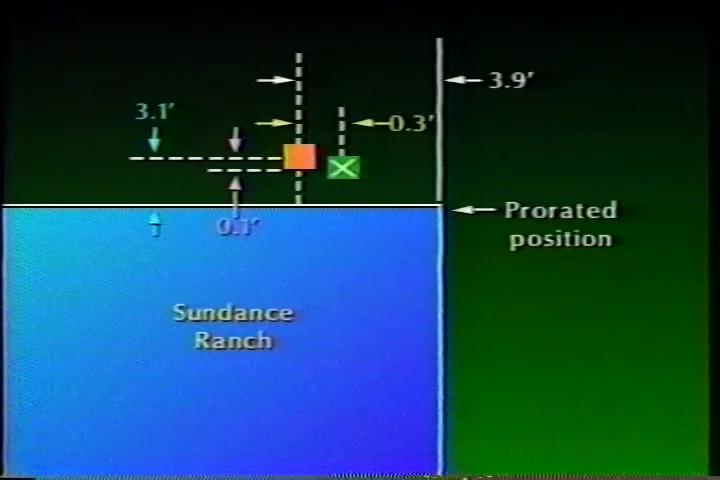 3.9'
3.1'
0.3'
Prorated
position
0.1'
Sundance
Ranch